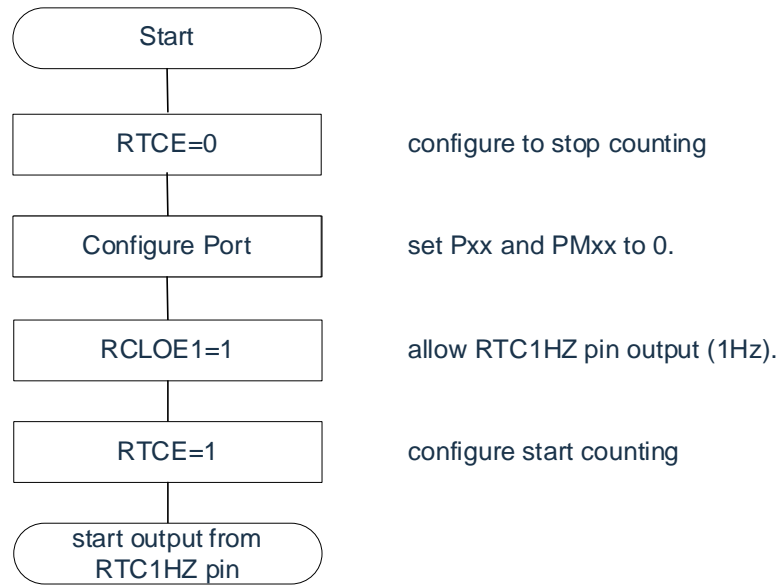 Start
RTCE=0
configure to stop counting
Configure Port
set Pxx and PMxx to 0.
RCLOE1=1
allow RTC1HZ pin output (1Hz).
RTCE=1
configure start counting
start output from
RTC1HZ pin